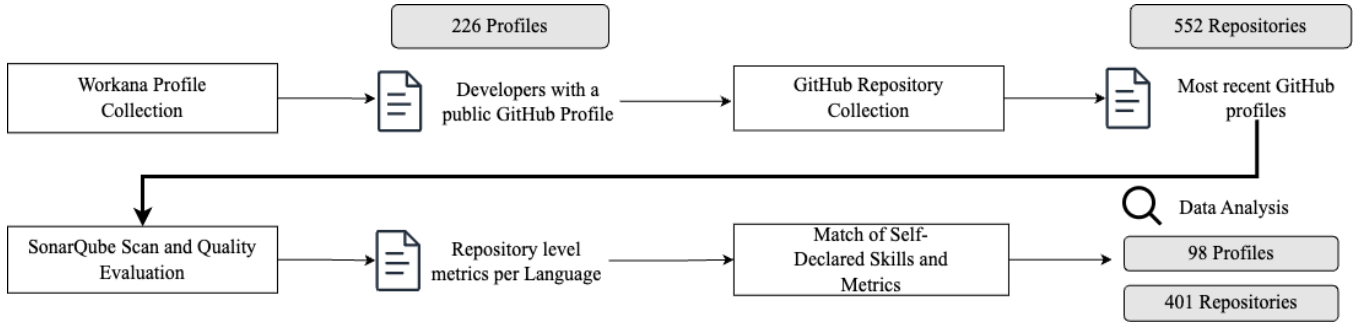 226 Profiles
552 Repositories
Workana Profile
Collection
Developers with a
public GitHub Profile
GitHub Repository
Collection
Most recent GitHub
profiles
SonarQube Scan and Quality
Evaluation
Repository level
metrics per Language
Match of Self-
Declared Skills and
Metrics
Data Analysis
98 Profiles
401 Repositories